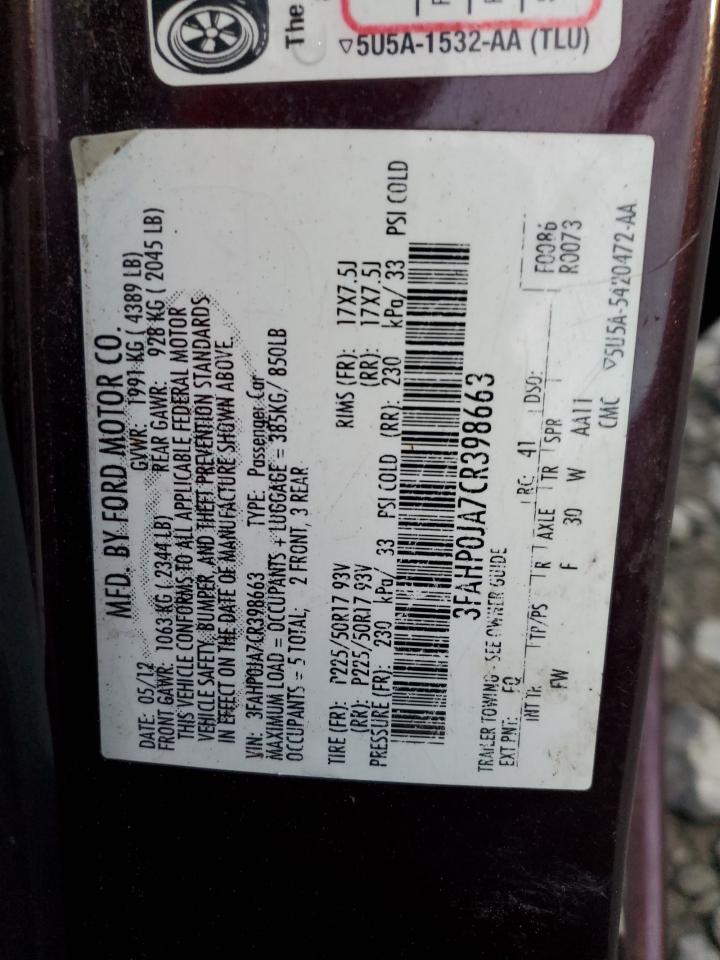 The
▽5U5A-1532-AA (TLU)
MFD. BY FORD MOTOR CO.
DATE: 05/12 GVWR: 1991 KG ( 4389 LB)
FRONT GAWR: 1063 KG ( 2344 LB) REAR GAWR: 928 KG ( 2045 LB)
THIS VEHICLE CONFORMS TO ALL APPLICABLE FEDERAL MOTOR
VEHICLE SAFETY, BUMPER, AND THEFT PREVENTION STANDARDS
IN EFFECT ON THE DATE OF MANUFACTURE SHOWN ABOVE.
VIN: 3FAHP0JA7CR398663 TYPE: Passenger Car
MAXIMUM LOAD = OCCUPANTS + LUGGAGE = 385KG/ 850LB
OCCUPANTS = 5 TOTAL, 2 FRONT, 3 REAR
TIRE (FR): P225/50R17 93V RIMS (FR): 17X7.5J
(RR): P225/50R17 93V (RR): 17X7.5J
PRESSURE (FR): 230 kPa/ 33 PSI COLD (RR): 230 kPa/ 33 PSI COLD
3FAHP0JA7CR398663
TRAILER TOWING - SEE OWNER GUIDE
EXT PNT: FQ RC: 41 DSO: F0086
INT TR: TP/PS R AXLE TR SPR R0073
FW F 30 W AA11
CMC ▽5U5A-5420472-AA